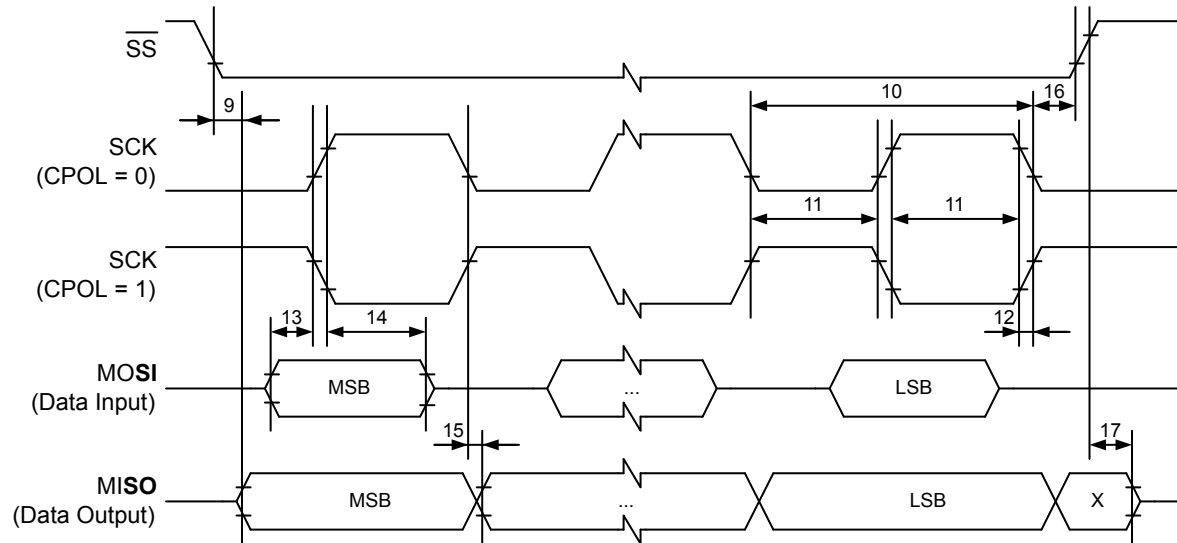 SS
9
10
16
SCK
(CPOL = 0)
11
11
SCK
(CPOL = 1)
13
14
12
MOSI
(Data Input)
MSB
...
LSB
15
17
MISO
(Data Output)
MSB
...
LSB
X